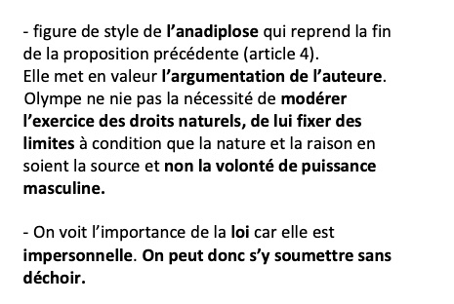 - figure de style de l’anadiplose qui reprend la fin
de la proposition précédente (article 4).
Elle met en valeur l’argumentation de l’auteure.
Olympe ne nie pas la nécessité de modérer
l’exercice des droits naturels, de lui fixer des
limites à condition que la nature et la raison en
soient la source et non la volonté de puissance
masculine.
- On voit l’importance de la loi car elle est
impersonnelle. On peut donc s’y soumettre sans
déchoir.